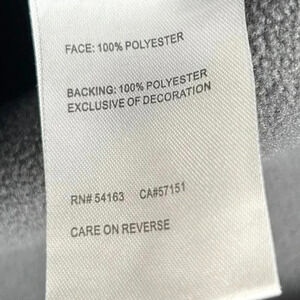 FACE: 100% POLYESTER
BACKING: 100% POLYESTER
EXCLUSIVE OF DECORATION
RN# 54163 CA#57151
CARE ON REVERSE